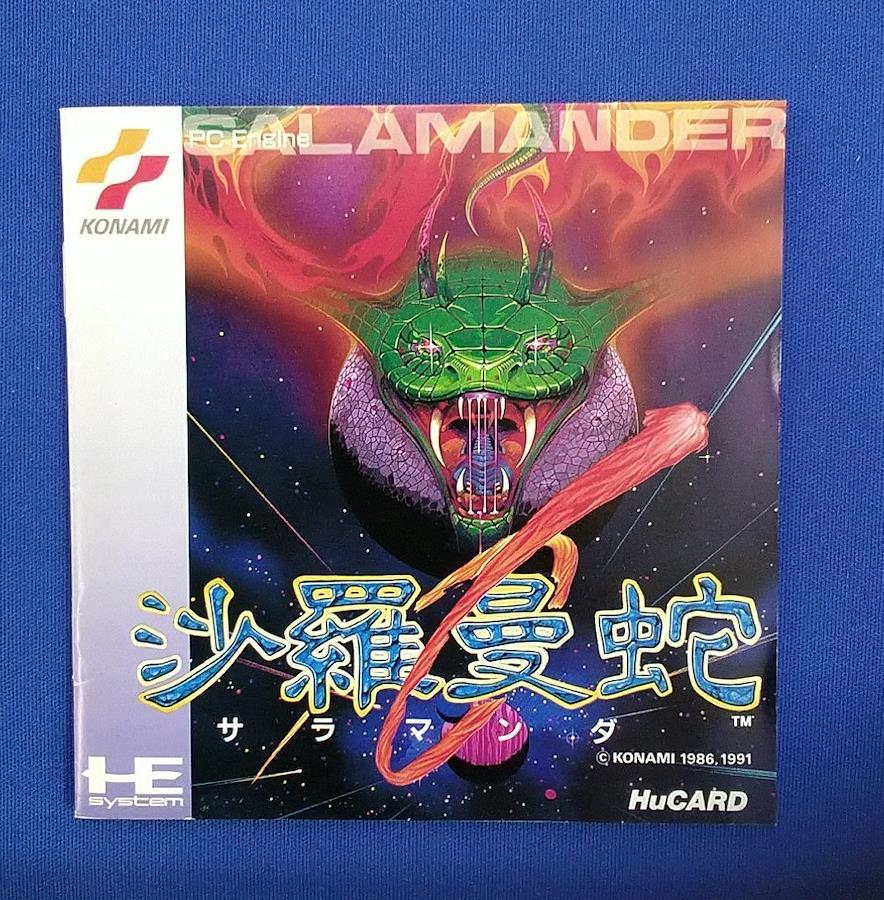 SALAMANDER
PC Engine
KONAMI
沙羅曼蛇
サラマンダ
TM
© KONAMI 1986, 1991
HE
system
HuCARD